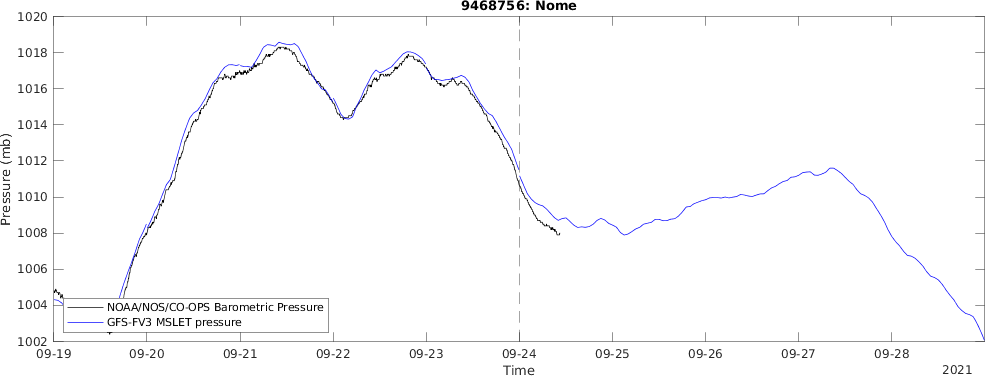 9468756: Nome
1020
1018
1016
1014
1012
1010
1008
1006
1004
1002
Pressure (mb)
NOAA/NOS/CO-OPS Barometric Pressure
GFS-FV3 MSLET pressure
09-19 09-20 09-21 09-22 09-23 09-24 09-25 09-26 09-27 09-28
Time
2021